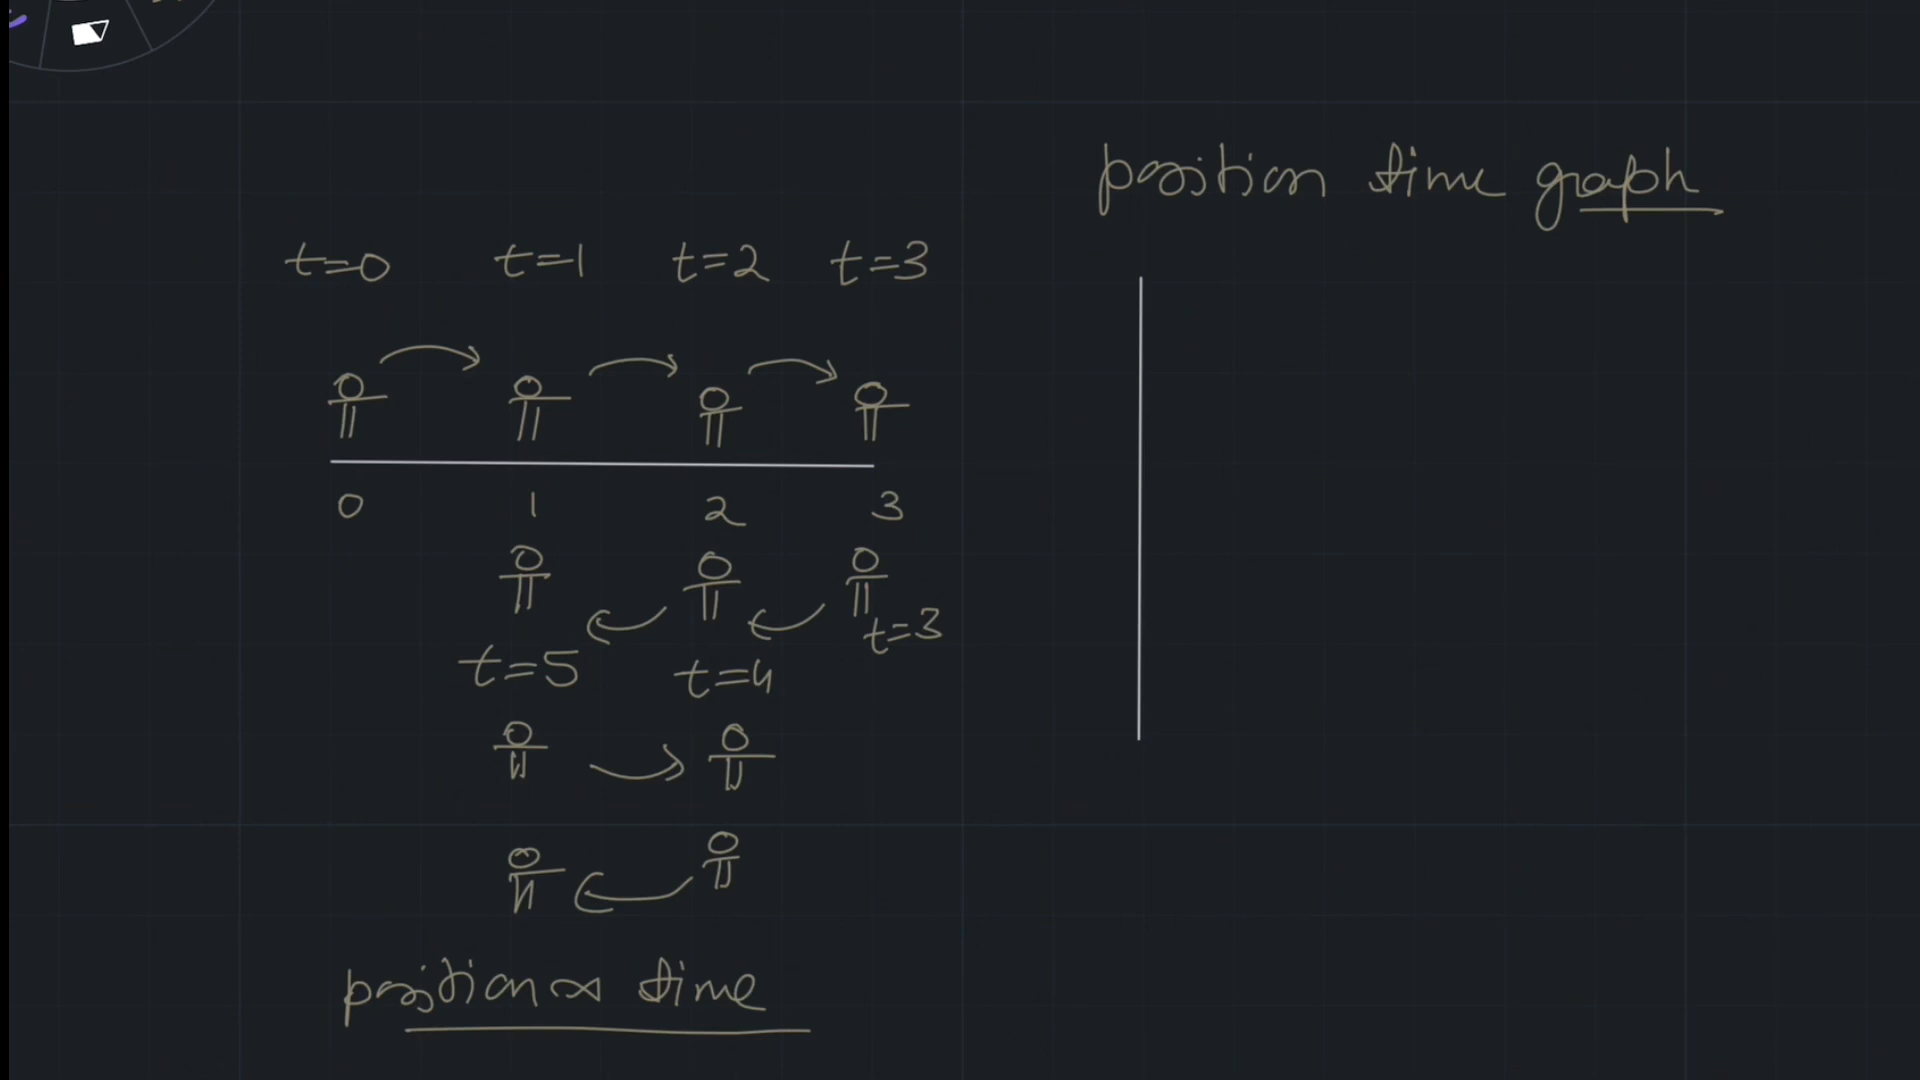 position time graph
t=0 t=1 t=2 t=3
0 1 2 3
t=3
t=5 t=4
position ∝ time